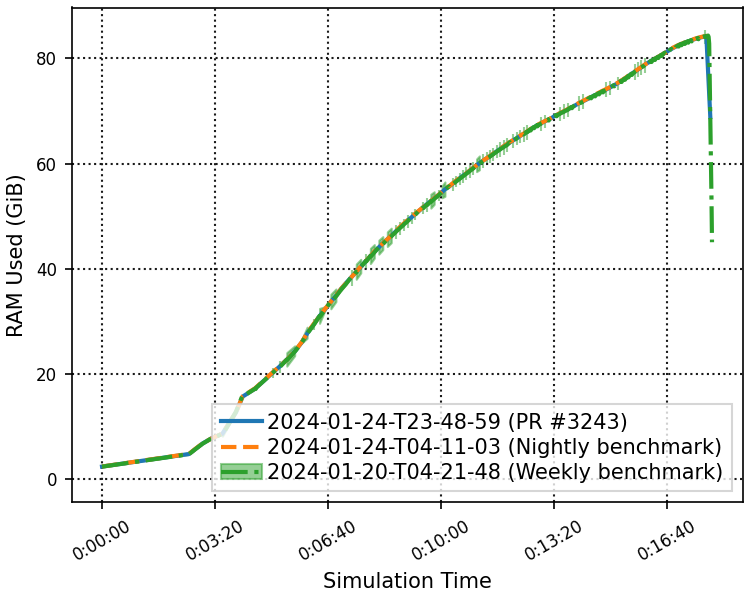 80
60
40
20
0
RAM Used (GiB)
2024-01-24-T23-48-59 (PR #3243)
2024-01-24-T04-11-03 (Nightly benchmark)
2024-01-20-T04-21-48 (Weekly benchmark)
0:00:00
0:03:20
0:06:40
0:10:00
0:13:20
0:16:40
Simulation Time